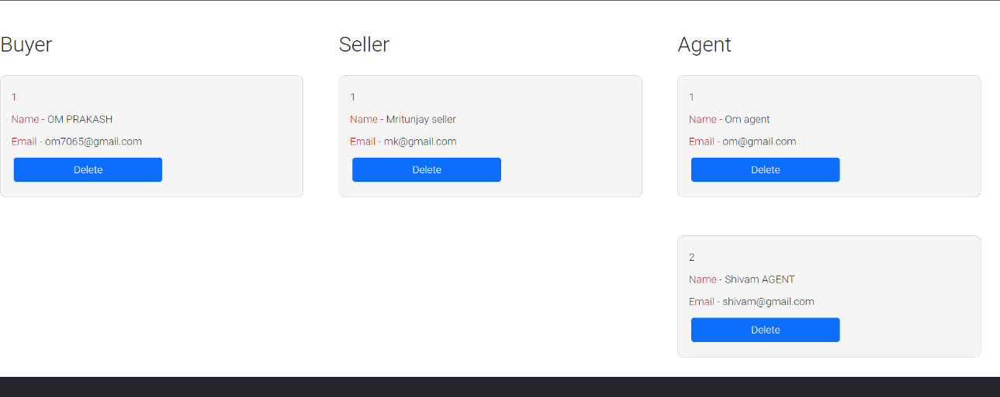 Buyer
1
Name - OM PRAKASH
Email - om7065@gmail.com
Delete
Seller
1
Name - Mritunjay seller
Email - mk@gmail.com
Delete
Agent
1
Name - Om agent
Email - om@gmail.com
Delete
2
Name - Shivam AGENT
Email - shivam@gmail.com
Delete